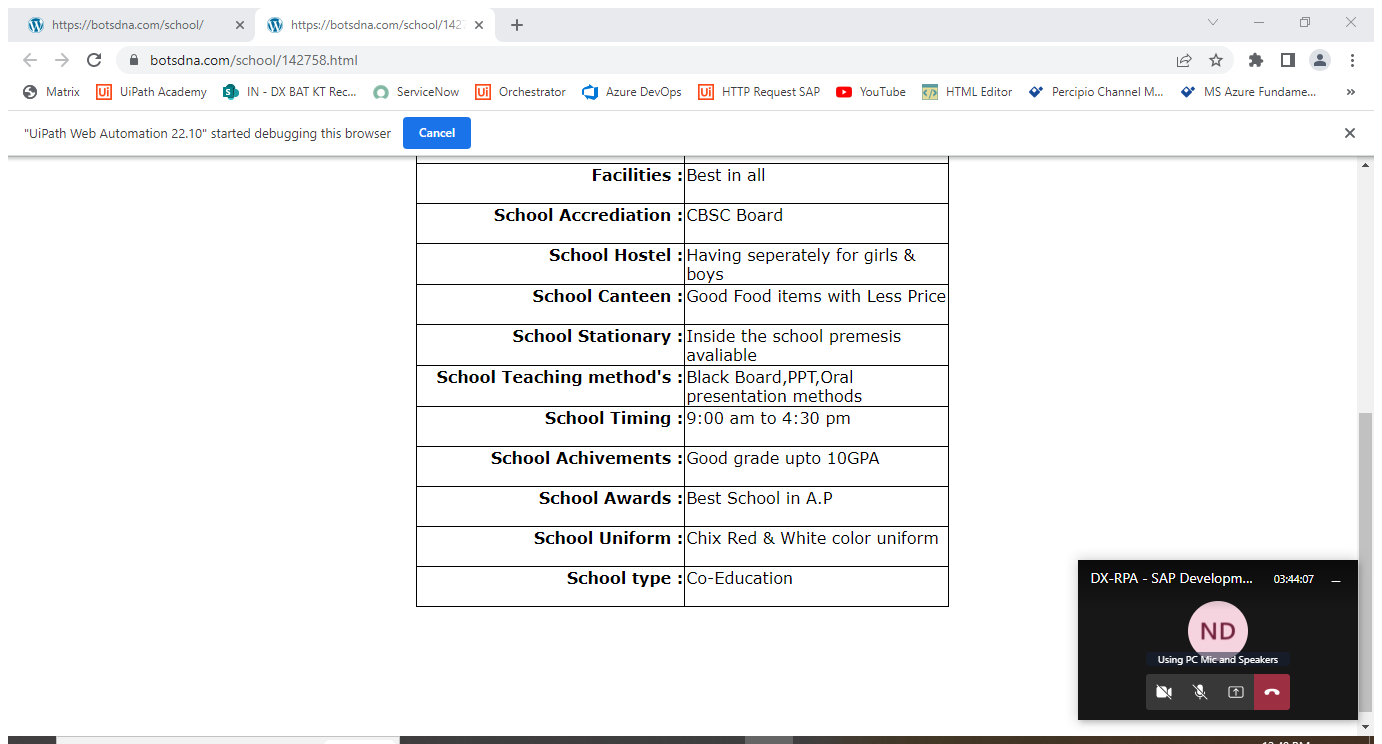 https://botsdna.com/school/
https://botsdna.com/school/142
botsdna.com/school/142758.html
Matrix UiPath Academy IN - DX BAT KT Rec... ServiceNow Orchestrator Azure DevOps HTTP Request SAP YouTube HTML Editor Percipio Channel M... MS Azure Fundame... »
"UiPath Web Automation 22.10" started debugging this browser Cancel
Facilities : Best in all
School Accrediation : CBSC Board
School Hostel : Having seperately for girls &
boys
School Canteen : Good Food items with Less Price
School Stationary : Inside the school premesis
avaliable
School Teaching method's : Black Board,PPT,Oral
presentation methods
School Timing : 9:00 am to 4:30 pm
School Achivements : Good grade upto 10GPA
School Awards : Best School in A.P
School Uniform : Chix Red & White color uniform
School type : Co-Education
DX-RPA - SAP Developm... 03:44:07
ND
Using PC Mic and Speakers